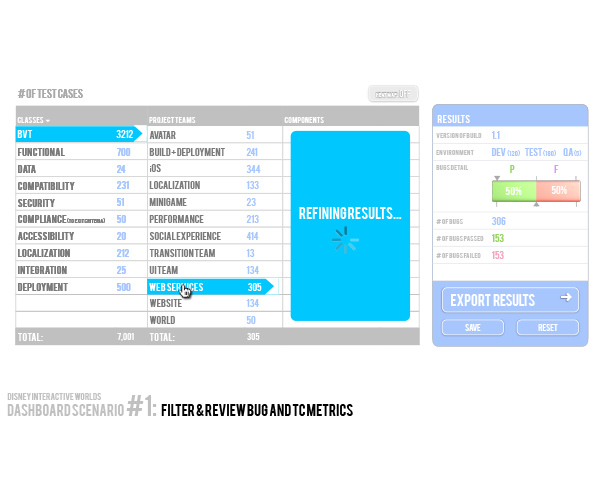 # OF TEST CASES
CLASSES PROJECT TEAMS COMPONENTS
BVT 3212 AVATAR 51
FUNCTIONAL 700 BUILD + DEPLOYMENT 241
DATA 24 iOS 344
COMPATIBILITY 231 LOCALIZATION 133
SECURITY 51 MINIGAME 23
COMPLIANCE 50 PERFORMANCE 213
ACCESSIBILITY 20 SOCIAL EXPERIENCE 414
LOCALIZATION 212 TRANSITION TEAM 13
INTEGRATION 25 UI TEAM 134
DEPLOYMENT 500 WEB SERVICES 305
WEBSITE 134
WORLD 50
TOTAL: 7,001 TOTAL: 305
REFINING RESULTS...
RESULTS
VERSION OF BUILD 1.1
ENVIRONMENT DEV (120) TEST (180) QA (5)
BUGS DETAIL P F
50% 50%
# OF BUGS 306
# OF BUGS PASSED 153
# OF BUGS FAILED 153
EXPORT RESULTS
SAVE RESET
DISNEY INTERACTIVE WORLDS
DASHBOARD SCENARIO #1: FILTER & REVIEW BUG AND TC METRICS